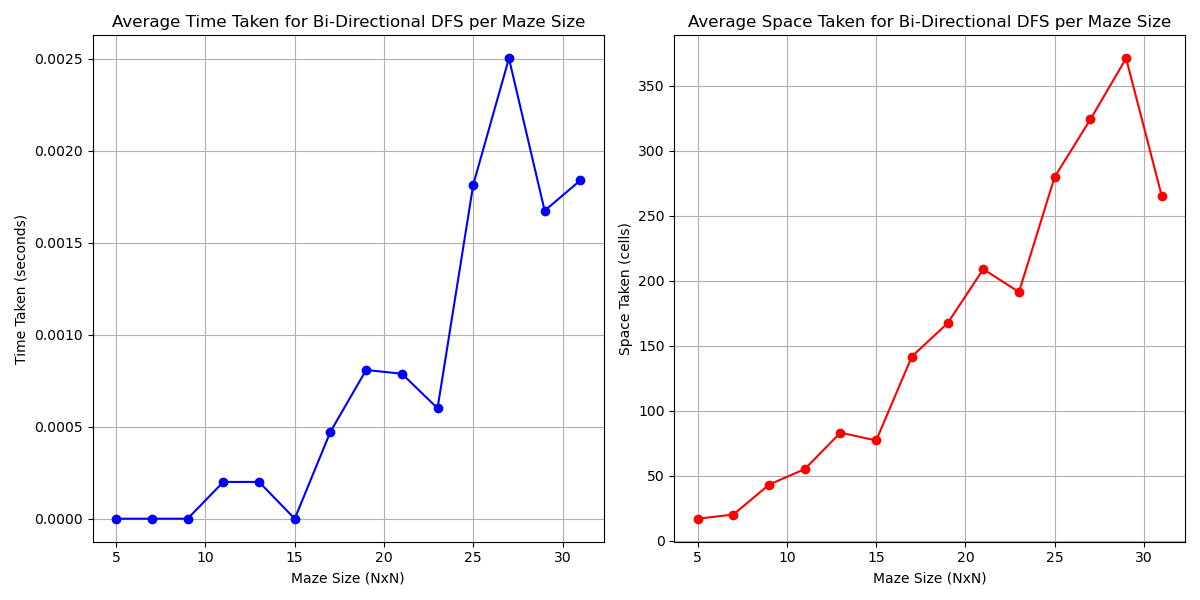 Average Time Taken for Bi-Directional DFS per Maze Size
0.0025
0.0020
0.0015
0.0010
0.0005
0.0000
Time Taken (seconds)
5 10 15 20 25 30
Maze Size (NxN)
Average Space Taken for Bi-Directional DFS per Maze Size
350
300
250
200
150
100
50
0
Space Taken (cells)
5 10 15 20 25 30
Maze Size (NxN)